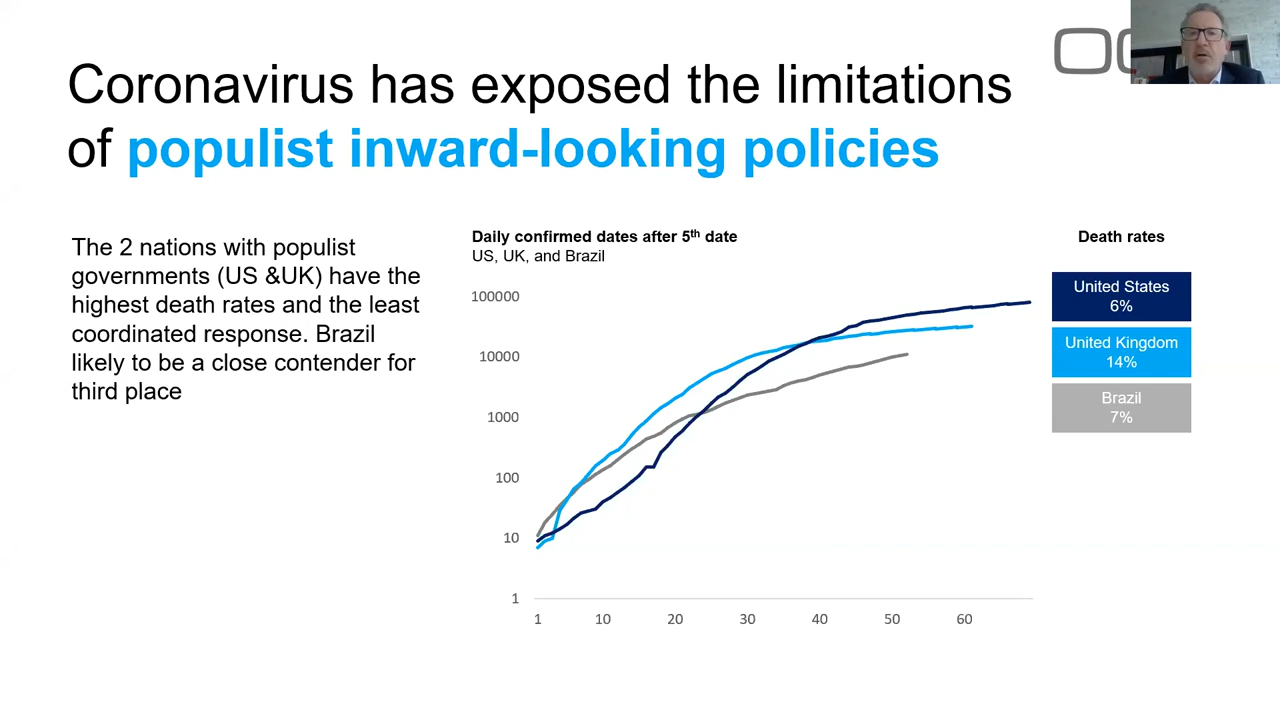 Coronavirus has exposed the limitations
of populist inward-looking policies
The 2 nations with populist
governments (US &UK) have the
highest death rates and the least
coordinated response. Brazil
likely to be a close contender for
third place
Daily confirmed dates after 5th date
US, UK, and Brazil
100000
10000
1000
100
10
1
1 10 20 30 40 50 60
Death rates
United States
6%
United Kingdom
14%
Brazil
7%